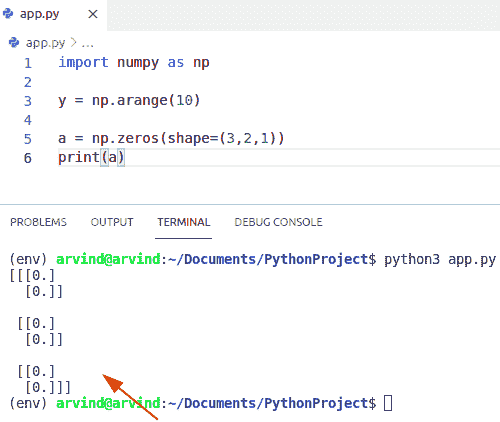 app.py ×
app.py > ...
1 import numpy as np
2
3 y = np.arange(10)
4
5 a = np.zeros(shape=(3,2,1))
6 print(a)
PROBLEMS OUTPUT TERMINAL DEBUG CONSOLE
(env) arvind@arvind:~/Documents/PythonProject$ python3 app.py
[[[0.]
  [0.]]

 [[0.]
  [0.]]

 [[0.]
  [0.]]]
(env) arvind@arvind:~/Documents/PythonProject$